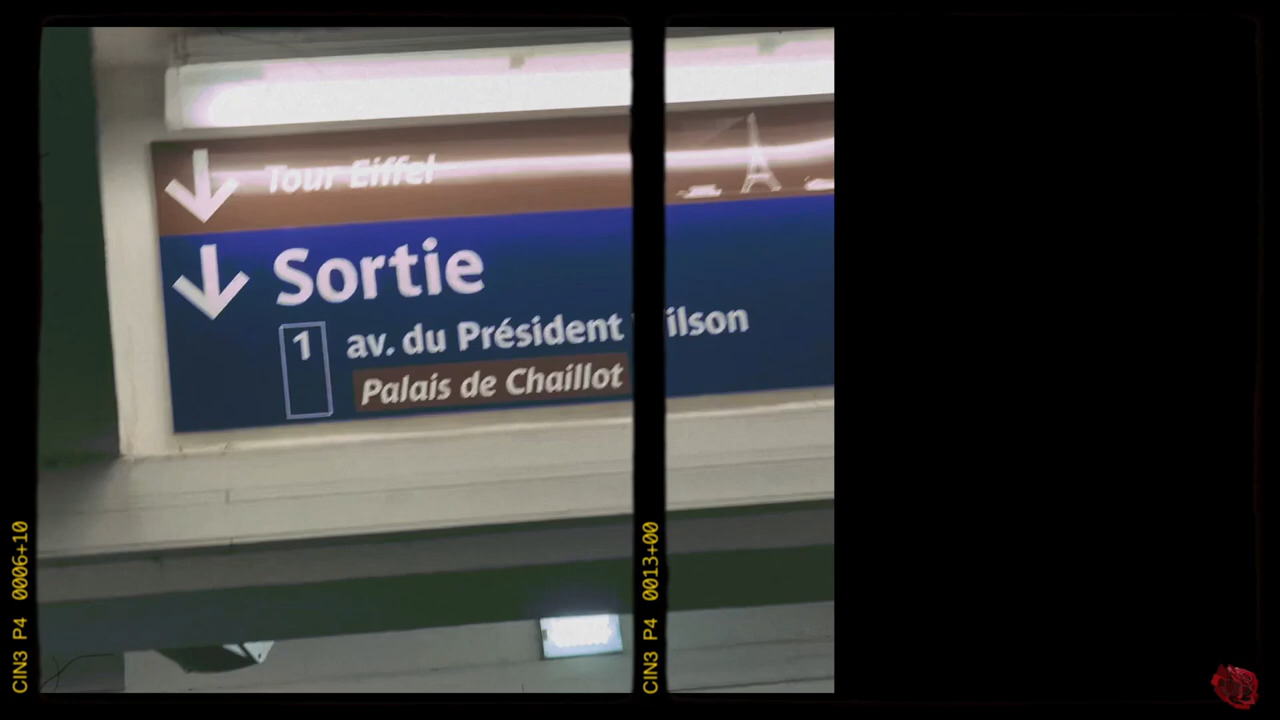 Tour Eiffel
Sortie
1 av. du Président ilson
Palais de Chaillot
CIN3 P4 0006+10
CIN3 P4 0013+00